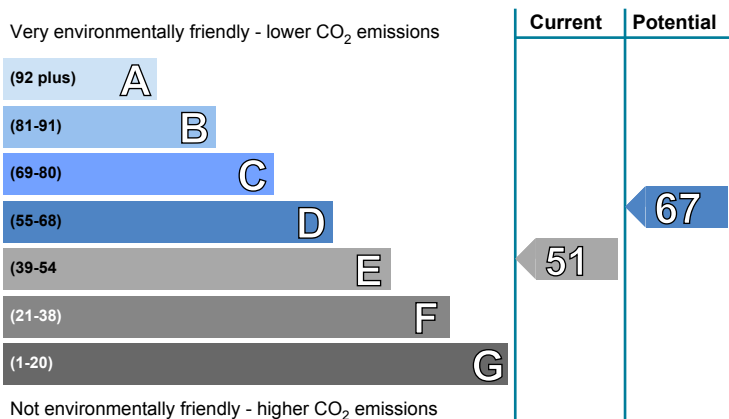 Current Potential
Very environmentally friendly - lower CO2 emissions
(92 plus) A
(81-91) B
(69-80) C
(55-68) D
67
(39-54 E
51
(21-38) F
(1-20) G
Not environmentally friendly - higher CO2 emissions